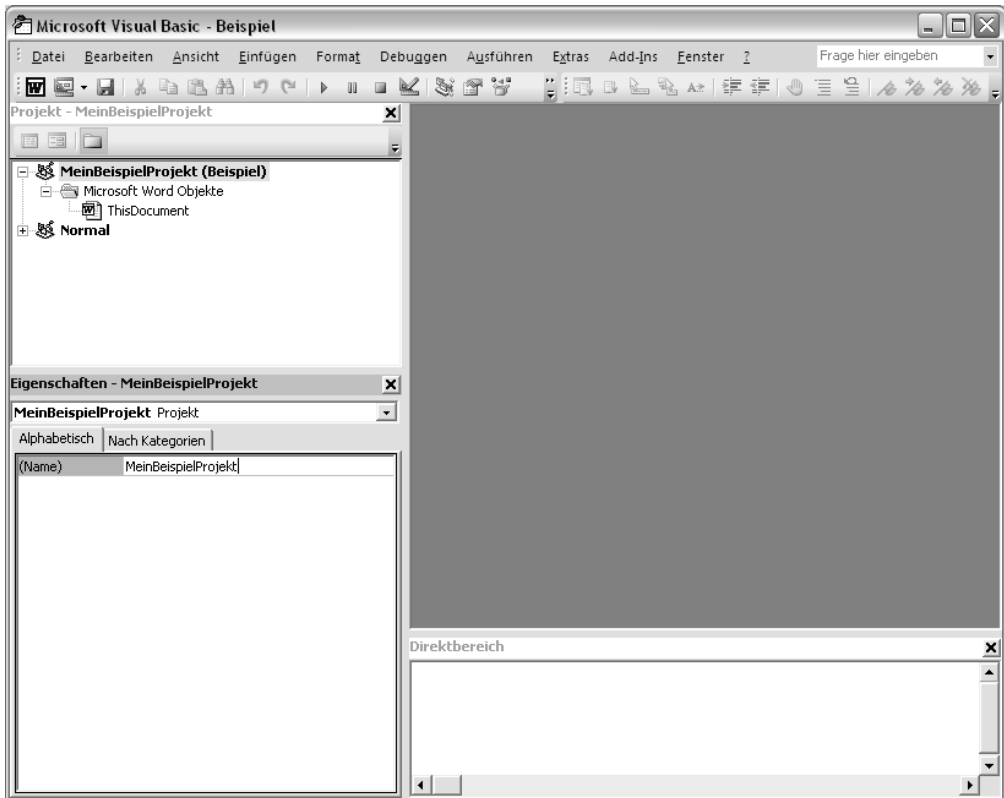 Microsoft Visual Basic - Beispiel
Datei Bearbeiten Ansicht Einfügen Format Debuggen Ausführen Extras Add-Ins Fenster ? Frage hier eingeben
Projekt - MeinBeispielProjekt
MeinBeispielProjekt (Beispiel)
Microsoft Word Objekte
ThisDocument
Normal
Eigenschaften - MeinBeispielProjekt
MeinBeispielProjekt Projekt
Alphabetisch Nach Kategorien
(Name) MeinBeispielProjekt
Direktbereich